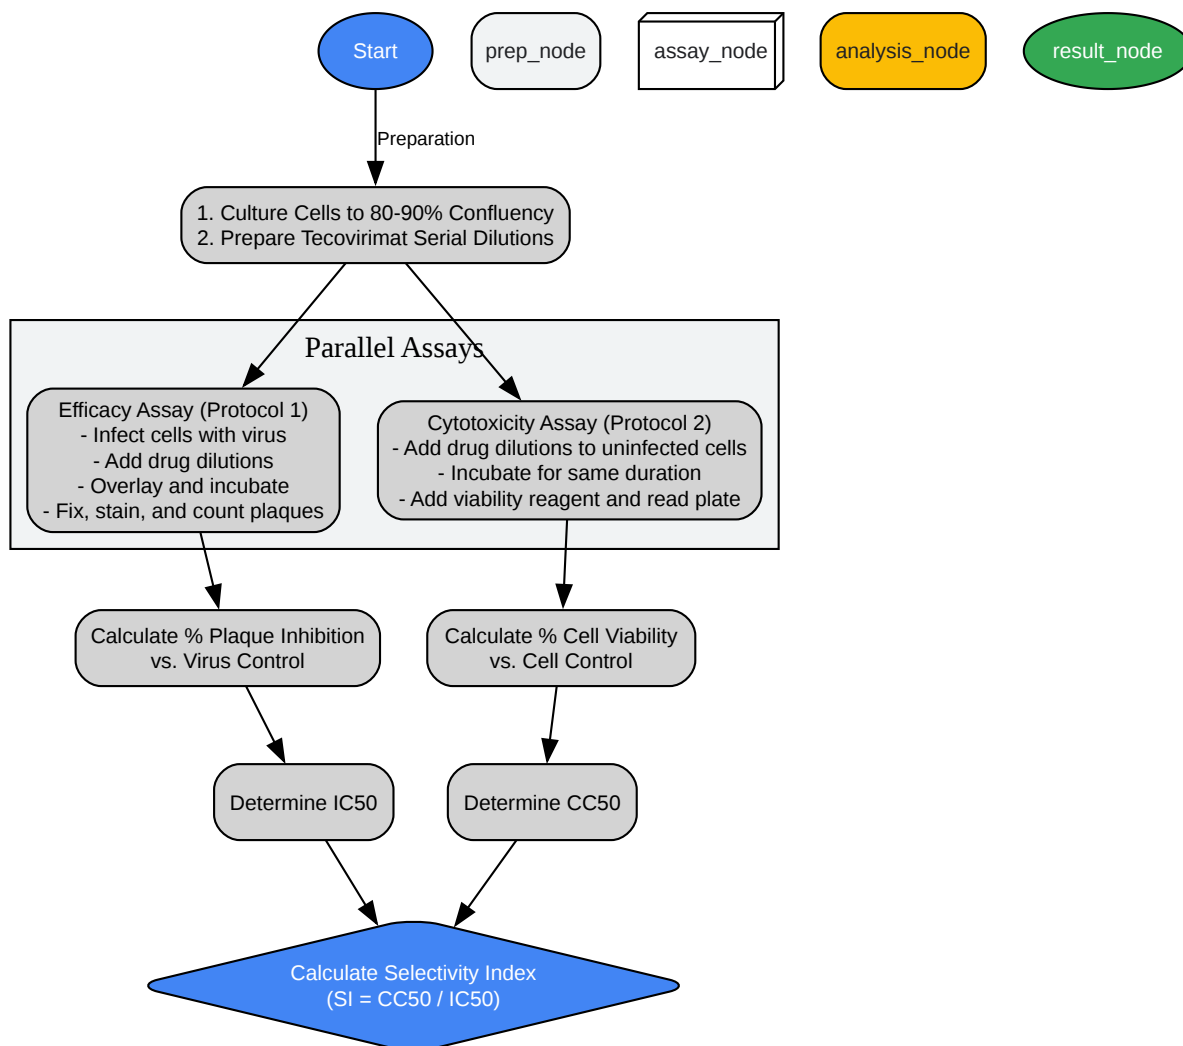 Start
prep_node
assay_node
analysis_node
result_node
Preparation
1. Culture Cells to 80-90% Confluency
2. Prepare Tecovirimat Serial Dilutions
Parallel Assays
Efficacy Assay (Protocol 1)
- Infect cells with virus
- Add drug dilutions
- Overlay and incubate
- Fix, stain, and count plaques
Cytotoxicity Assay (Protocol 2)
- Add drug dilutions to uninfected cells
- Incubate for same duration
- Add viability reagent and read plate
Calculate % Plaque Inhibition
vs. Virus Control
Calculate % Cell Viability
vs. Cell Control
Determine IC50
Determine CC50
Calculate Selectivity Index
(SI = CC50 / IC50)